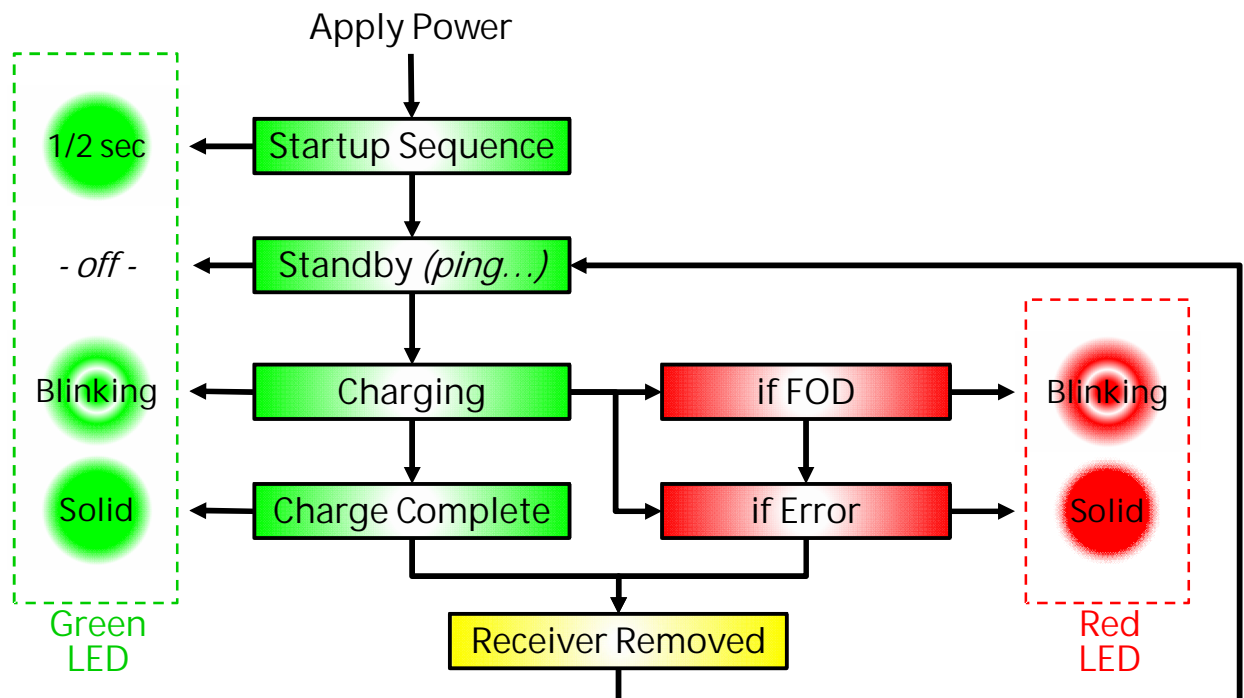 Apply Power
1/2 sec
Startup Sequence
- off -
Standby (ping...)
Blinking
Charging
if FOD
Blinking
Solid
Charge Complete
if Error
Solid
Green
LED
Receiver Removed
Red
LED